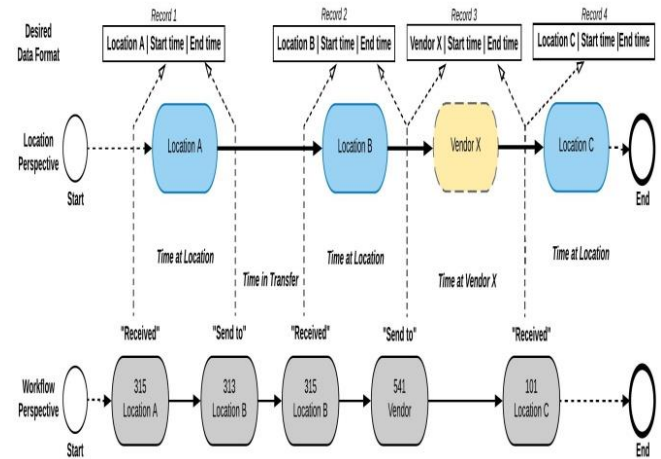 Record 1
Record 2
Record 3
Record 4
Desired
Data Format
Location A | Start time | End time
Location B | Start time | End time
Vendor X | Start time | End time
Location C | Start time |End time
Location
Perspective
Start
Location A
Location B
Vendor X
Location C
End
Time at Location
Time in Transfer
Time at Location
Time at Vendor X
Time at Location
"Received"
"Send to"
"Received"
"Send to"
"Received"
Workflow
Perspective
Start
315
Location A
313
Location B
315
Location B
541
Vendor
101
Location C
End